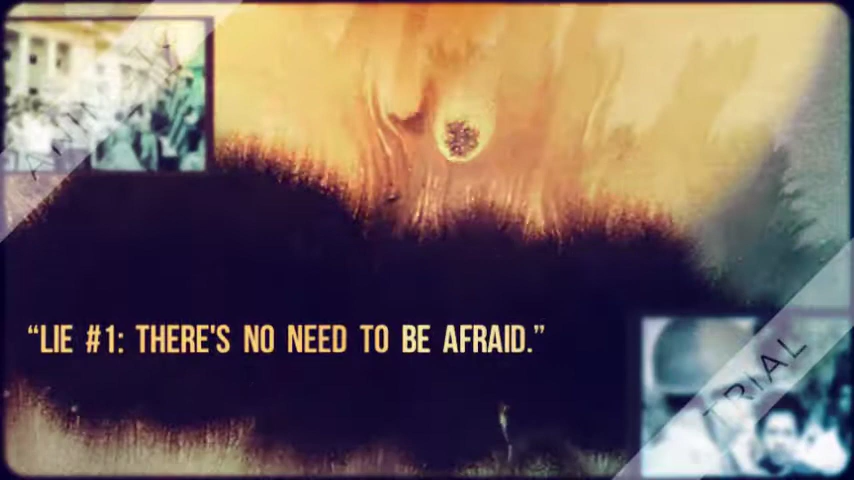 “LIE #1: THERE'S NO NEED TO BE AFRAID.”
TRIAL